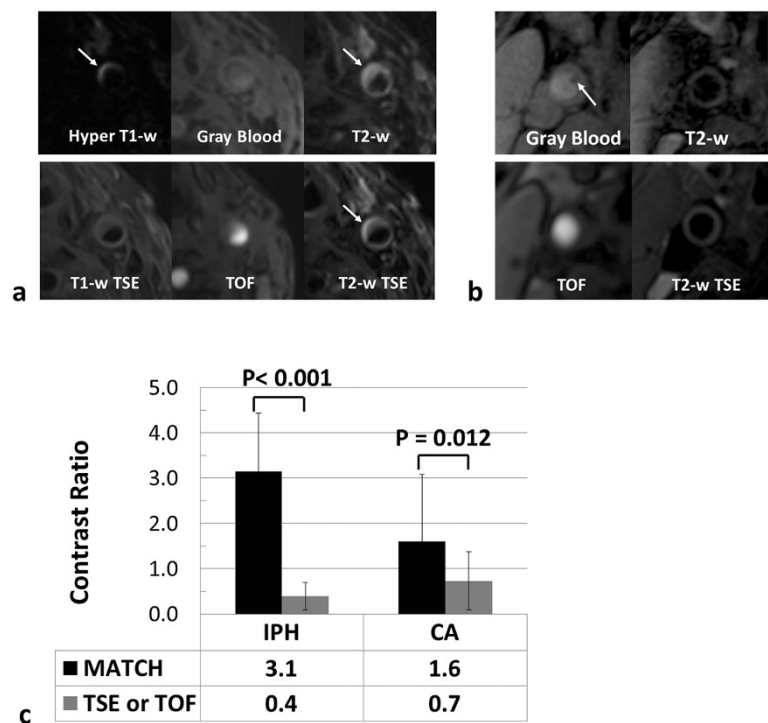 Hyper T1-w Gray Blood T2-w
T1-w TSE TOF T2-w TSE
a
Gray Blood T2-w
TOF T2-w TSE
b
P< 0.001
P = 0.012
Contrast Ratio
5.0
4.0
3.0
2.0
1.0
0.0
IPH CA
MATCH 3.1 1.6
TSE or TOF 0.4 0.7
c